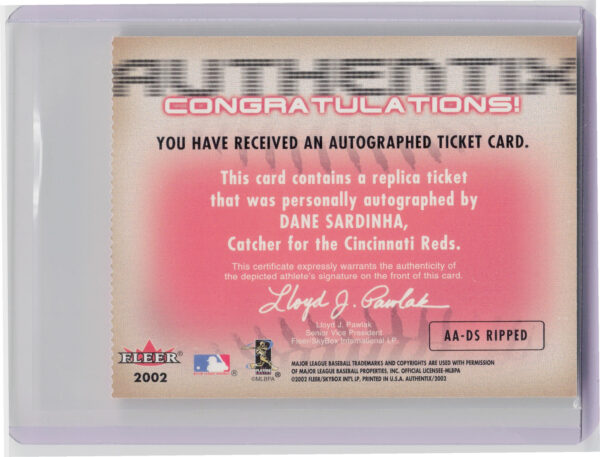 AUTHENTIX
CONGRATULATIONS!
YOU HAVE RECEIVED AN AUTOGRAPHED TICKET CARD.
This card contains a replica ticket
that was personally autographed by
DANE SARDINHA,
Catcher for the Cincinnati Reds.
This certificate expressly warrants the authenticity of
the depicted athlete's signature on the front of this card.
Lloyd J. Pawlak
Lloyd J. Pawlak
Senior Vice President
Fleer/SkyBox International LP.
AA-DS RIPPED
FLEER
2002
®
©MLBPA
MAJOR LEAGUE BASEBALL TRADEMARKS AND COPYRIGHTS ARE USED WITH PERMISSION
OF MAJOR LEAGUE BASEBALL PROPERTIES, INC. OFFICIAL LICENSEE-MLBPA
©2002 FLEER/SKYBOX INT'L LP, PRINTED IN U.S.A. AUTHENTIX/2002